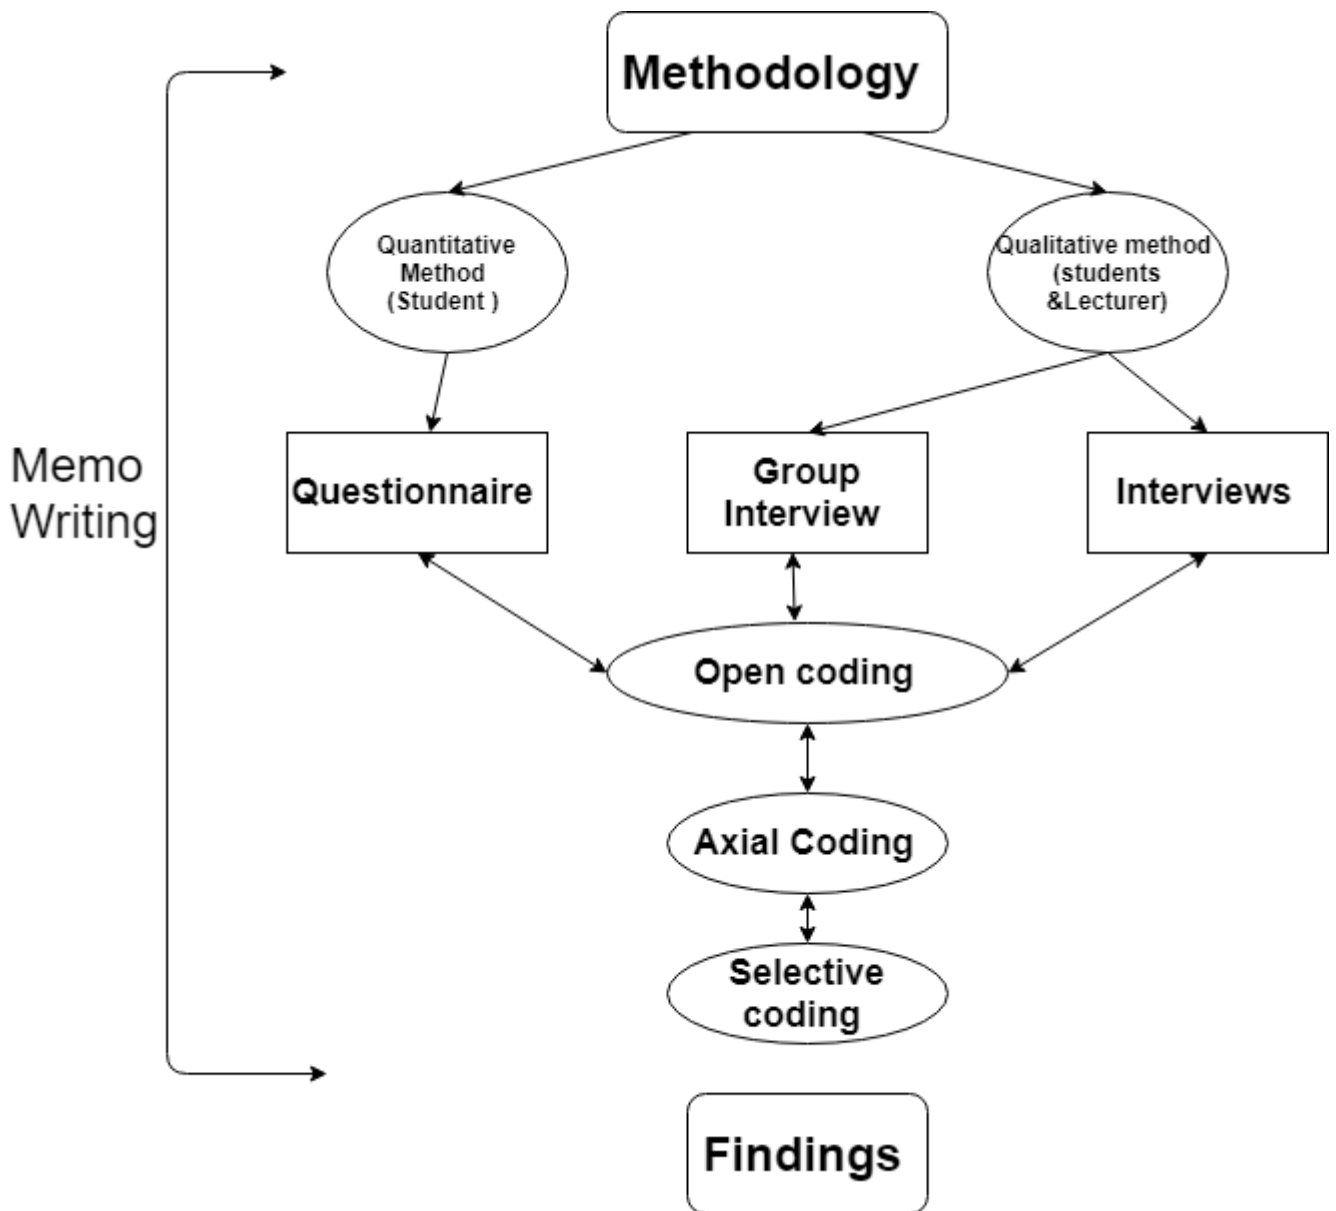 Methodology
Quantitative
Method
(Student )
Qualitative method
(students
&Lecturer)
Memo
Writing
Questionnaire
Group
Interview
Interviews
Open coding
Axial Coding
Selective
coding
Findings